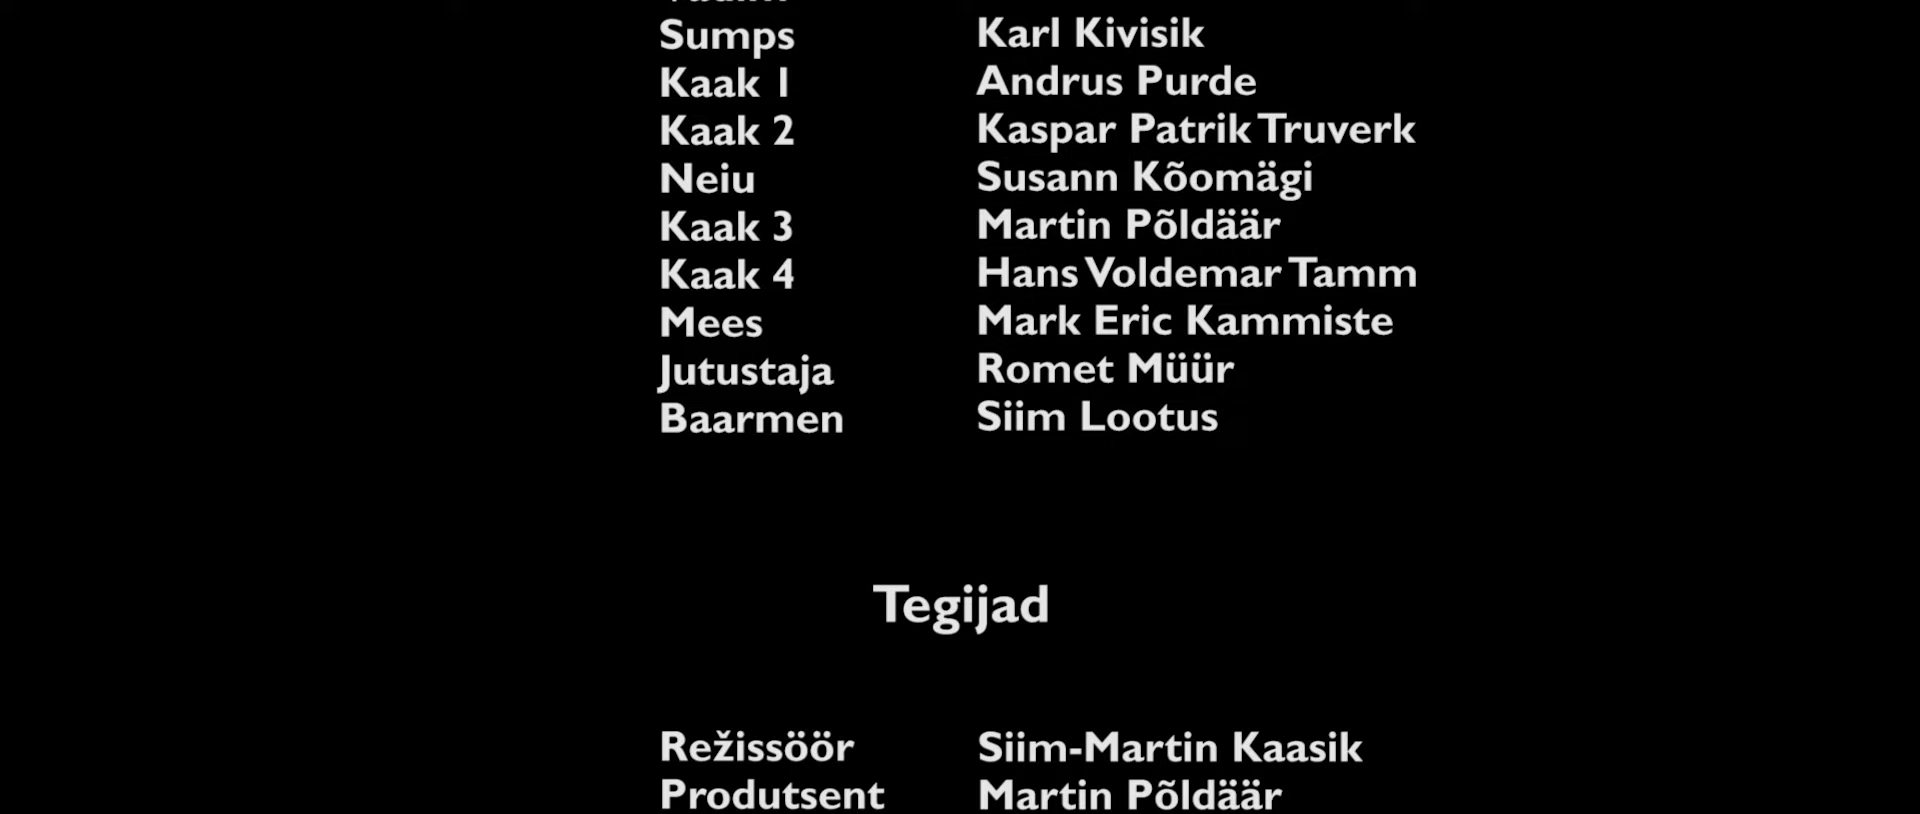 Sumps Karl Kivisik
Kaak 1 Andrus Purde
Kaak 2 Kaspar Patrik Truverk
Neiu Susann Kõomägi
Kaak 3 Martin Põldäär
Kaak 4 Hans Voldemar Tamm
Mees Mark Eric Kammiste
Jutustaja Romet Müür
Baarmen Siim Lootus
Tegijad
Režissöör Siim-Martin Kaasik
Produtsent Martin Põldäär